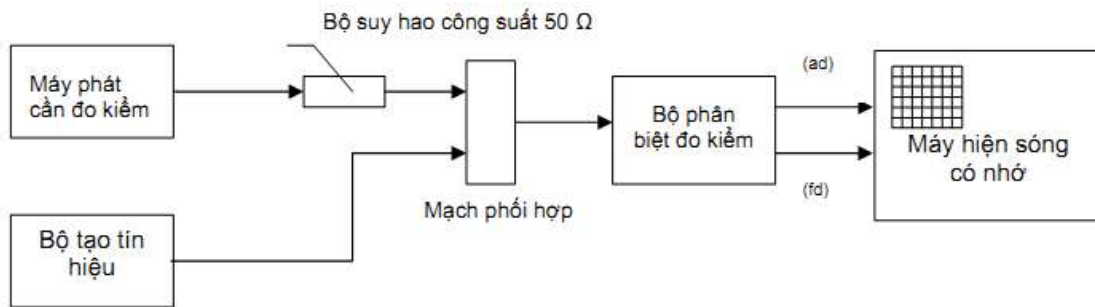 Bộ suy hao công suất 50 Ω
Máy phát
cần đo kiểm
(ad)
Bộ phân
biệt đo kiểm
Máy hiện sóng
có nhớ
(fd)
Mạch phối hợp
Bộ tạo tín
hiệu